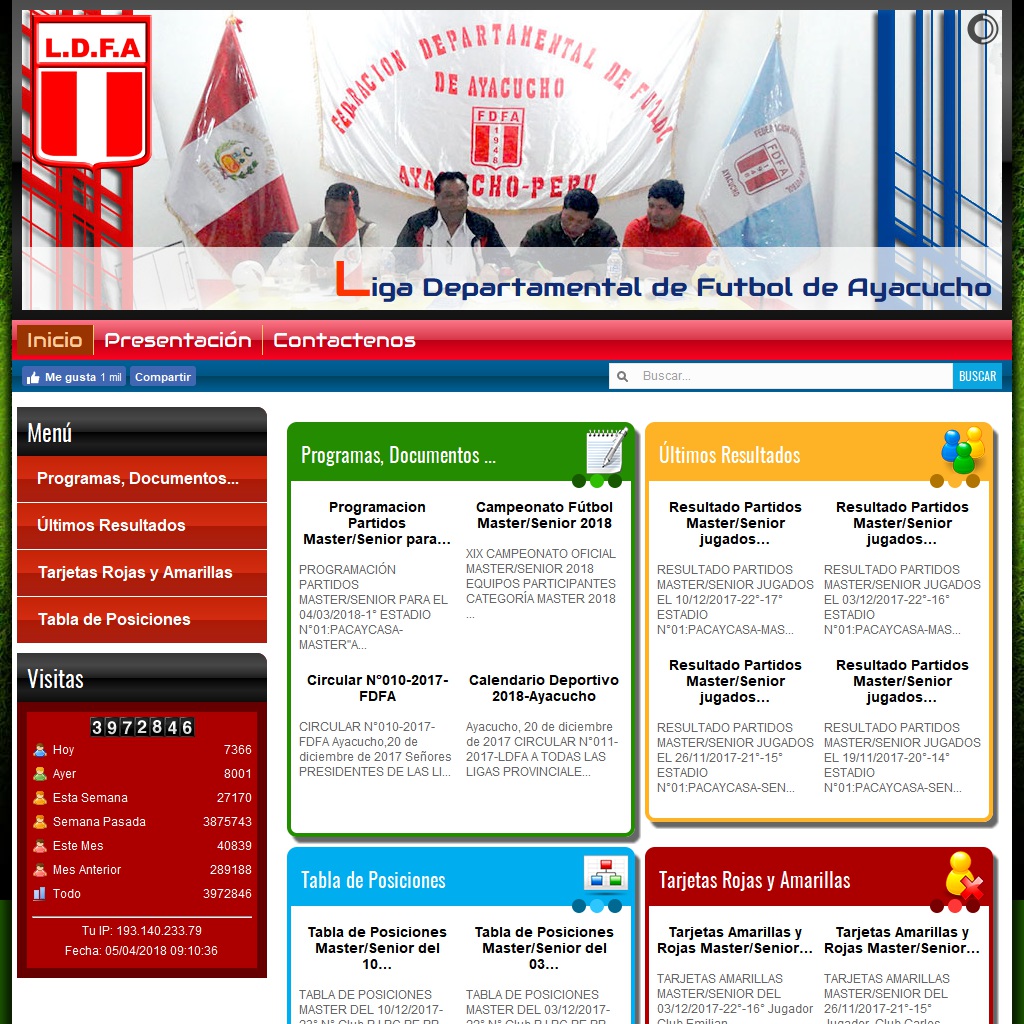 L.D.F.A
FEDERACION DEPARTAMENTAL DE FUTBOL
DE AYACUCHO
FDFA
1948
AYACUCHO-PERU
FDFA
1948
Liga Departamental de Futbol de Ayacucho
Inicio
Presentación
Contactenos
Me gusta 1 mil
Compartir
Buscar...
BUSCAR
Menú
Programas, Documentos...
Últimos Resultados
Tarjetas Rojas y Amarillas
Tabla de Posiciones
Visitas
3972846
Hoy 7366
Ayer 8001
Esta Semana 27170
Semana Pasada 3875743
Este Mes 40839
Mes Anterior 289188
Todo 3972846
Tu IP: 193.140.233.79
Fecha: 05/04/2018 09:10:36
Programas, Documentos ...
Programacion
Partidos
Master/Senior para...
PROGRAMACIÓN
PARTIDOS
MASTER/SENIOR PARA EL
04/03/2018-1° ESTADIO
N°01:PACAYCASA-
MASTER"A...
Campeonato Fútbol
Master/Senior 2018
XIX CAMPEONATO OFICIAL
MASTER/SENIOR 2018
EQUIPOS PARTICIPANTES
CATEGORÍA MASTER 2018
...
Circular N°010-2017-
FDFA
CIRCULAR N°010-2017-
FDFA Ayacucho,20 de
diciembre de 2017 Señores
PRESIDENTES DE LAS LI...
Calendario Deportivo
2018-Ayacucho
Ayacucho, 20 de diciembre
de 2017 CIRCULAR N°011-
2017-LDFA A TODAS LAS
LIGAS PROVINCIALE...
Últimos Resultados
Resultado Partidos
Master/Senior
jugados...
RESULTADO PARTIDOS
MASTER/SENIOR JUGADOS
EL 10/12/2017-22°-17°
ESTADIO
N°01:PACAYCASA-MAS...
Resultado Partidos
Master/Senior
jugados...
RESULTADO PARTIDOS
MASTER/SENIOR JUGADOS
EL 03/12/2017-22°-16°
ESTADIO
N°01:PACAYCASA-MAS...
Resultado Partidos
Master/Senior
jugados...
RESULTADO PARTIDOS
MASTER/SENIOR JUGADOS
EL 26/11/2017-21°-15°
ESTADIO
N°01:PACAYCASA-SEN...
Resultado Partidos
Master/Senior
jugados...
RESULTADO PARTIDOS
MASTER/SENIOR JUGADOS
EL 19/11/2017-20°-14°
ESTADIO
N°01:PACAYCASA-SEN...
Tabla de Posiciones
Tabla de Posiciones
Master/Senior del
10...
TABLA DE POSICIONES
MASTER DEL 10/12/2017-
Tabla de Posiciones
Master/Senior del
03...
TABLA DE POSICIONES
MASTER DEL 03/12/2017-
Tarjetas Rojas y Amarillas
Tarjetas Amarillas y
Rojas Master/Senior...
TARJETAS AMARILLAS
MASTER/SENIOR DEL
03/12/2017-22°-16° Jugador
Club Emilian
Tarjetas Amarillas y
Rojas Master/Senior...
TARJETAS AMARILLAS
MASTER/SENIOR DEL
26/11/2017-21°-15°
Jugador Club Carlos